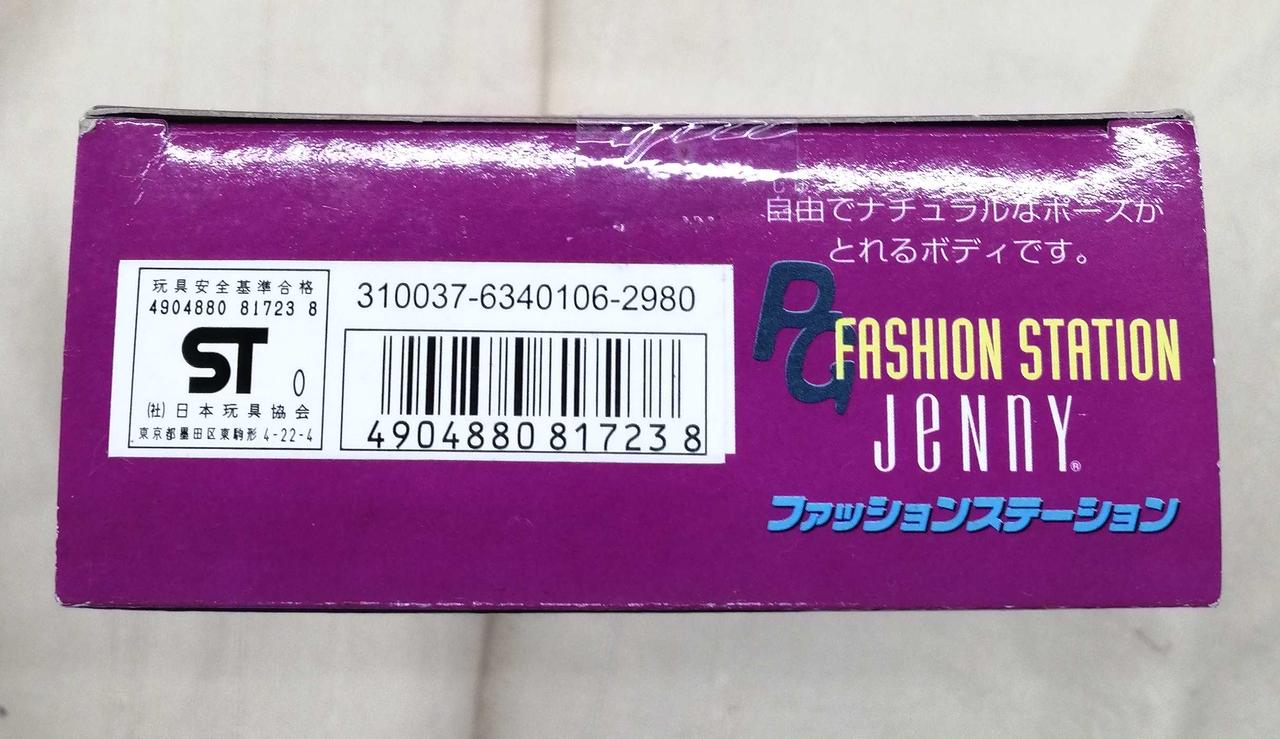 自由でナチュラルなポーズが
とれるボディです。
玩具安全基準合格
4904880 81723 8
ST 0
(社)日本玩具協会
東京都墨田区東駒形4-22-4
310037-6340106-2980
4904880 81723 8
PG
FASHION STATION
JeNNY®
ファッションステーション